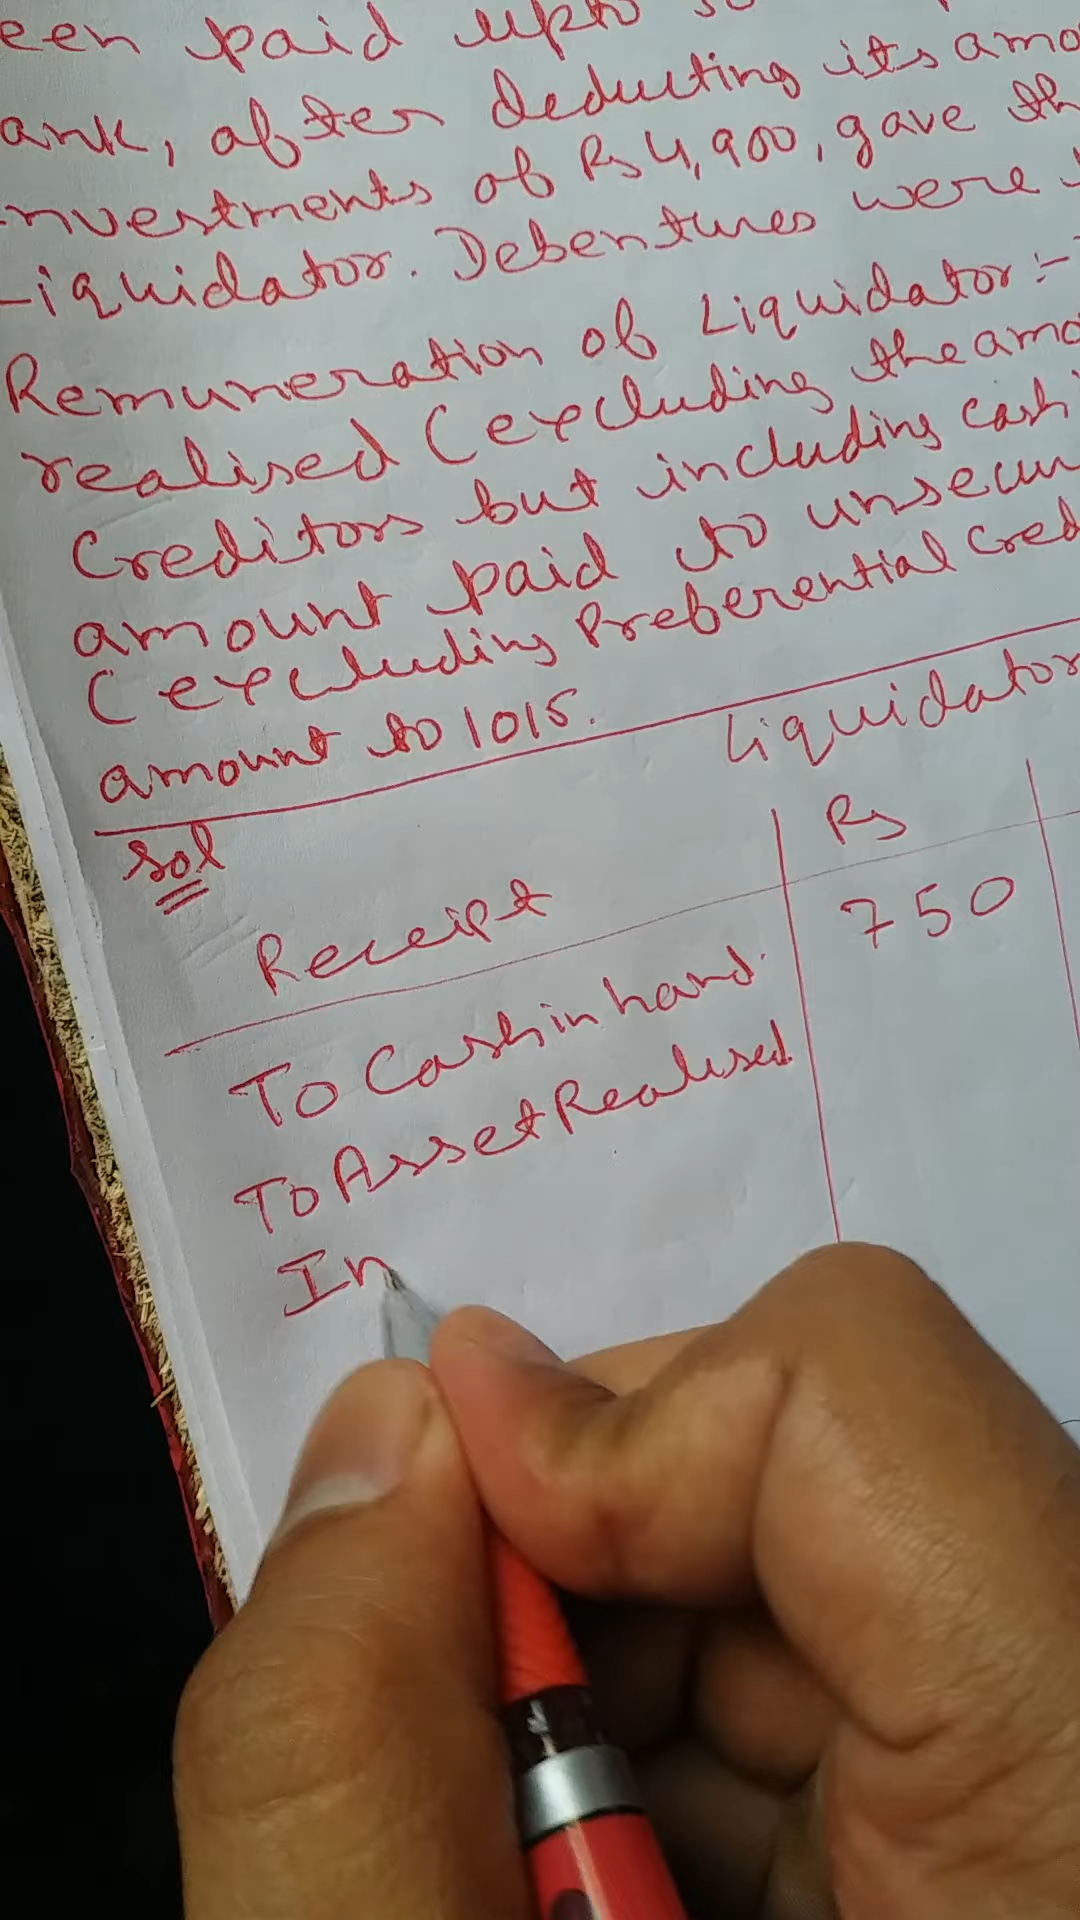 een paid upto
ank, after deducting its amo
nvestments of Rs 4,900, gave th
Liquidator. Debentures were
Remuneration of Liquidator :-
realised (excluding the amo
Creditors but including cash
amount paid to unsecur
(excluding Preferential Cred
amount to 1015.
Liquidator
Sol
Receipt Rs
To Cash in hand. 750
To Asset Realised
In